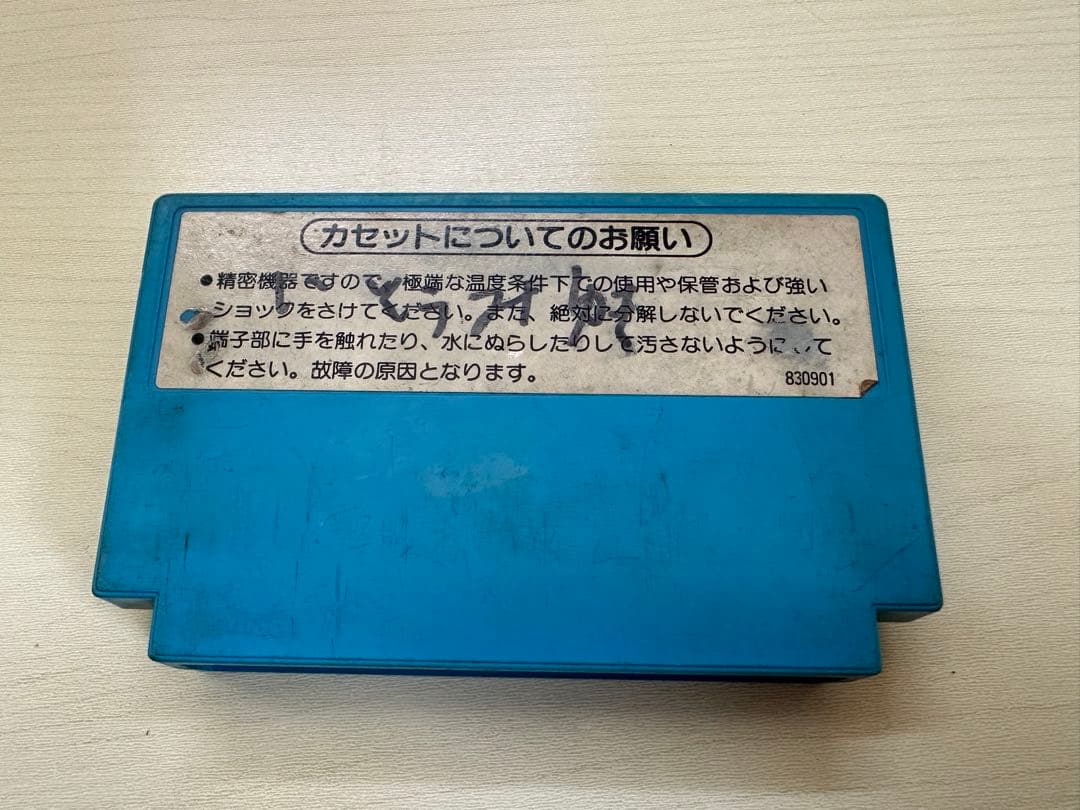 カセットについてのお願い
●精密機器ですので、極端な温度条件下での使用や保管および強い
ショックをさけてください。また、絶対に分解しないでください。
●端子部に手を触れたり、水にぬらしたりして汚さないようにして
ください。故障の原因となります。
830901